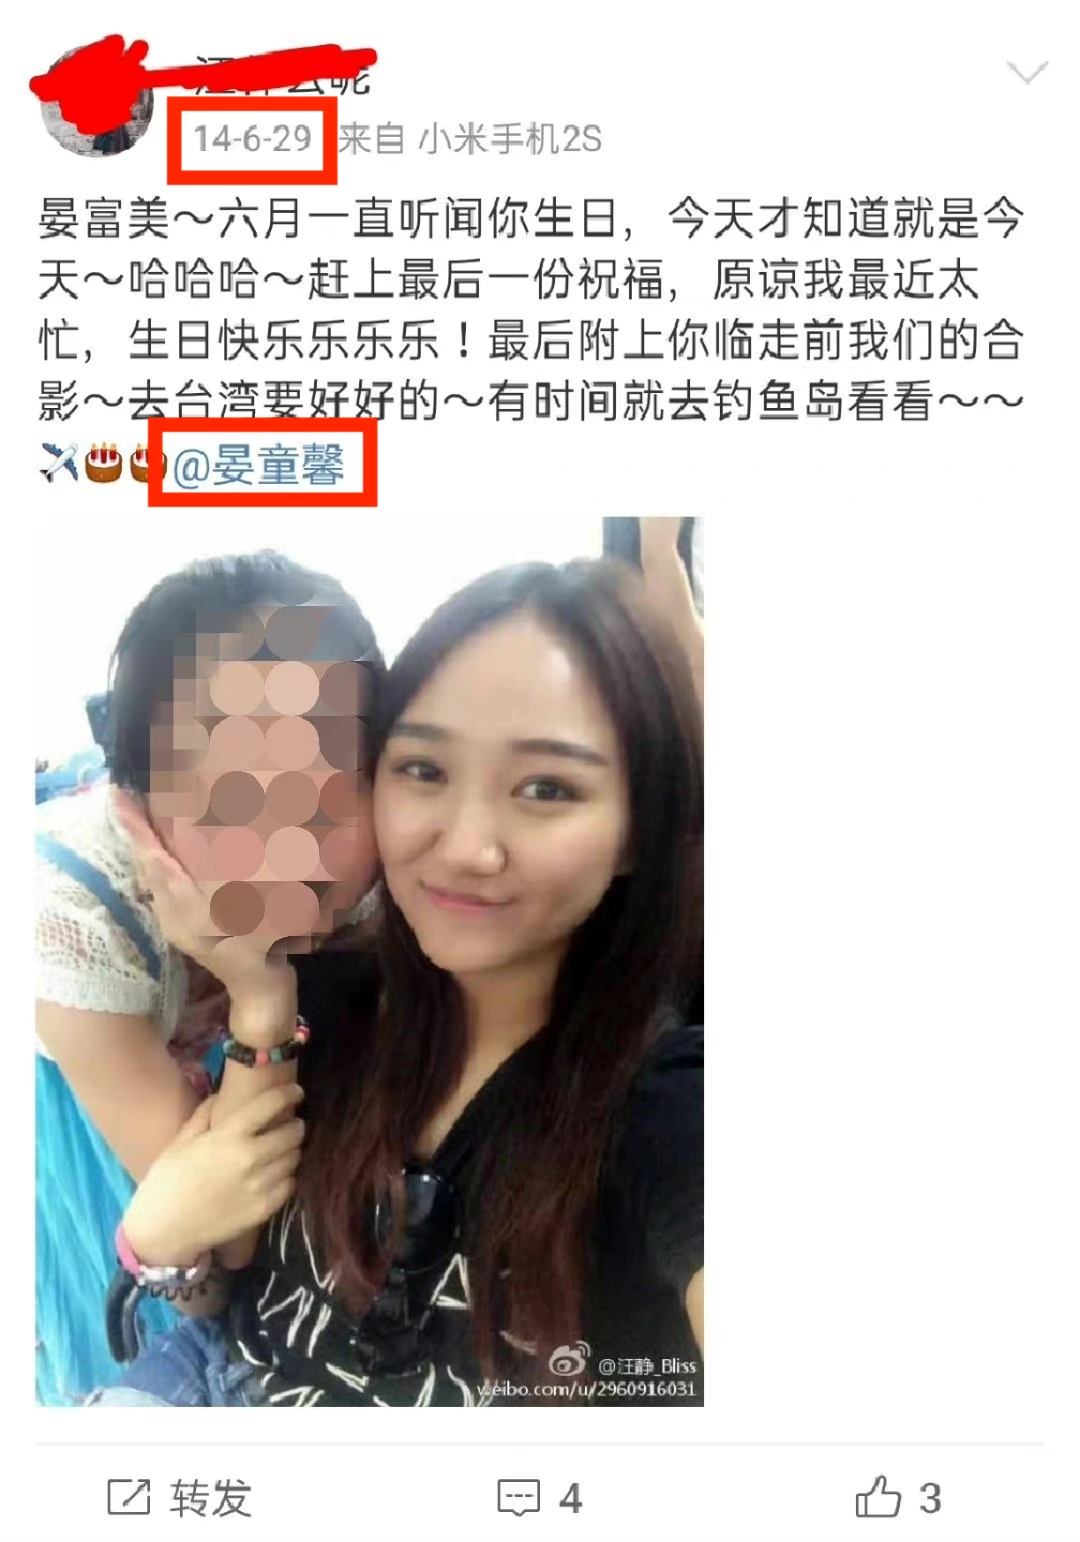 14-6-29 来自 小米手机2S
晏富美～六月一直听闻你生日，今天才知道就是今
天～哈哈哈～赶上最后一份祝福，原谅我最近太
忙，生日快乐乐乐乐！最后附上你临走前我们的合
影～去台湾要好好的～有时间就去钓鱼岛看看～～
@晏童馨
@汪静_Bliss
weibo.com/u/2960916031
转发 4 3